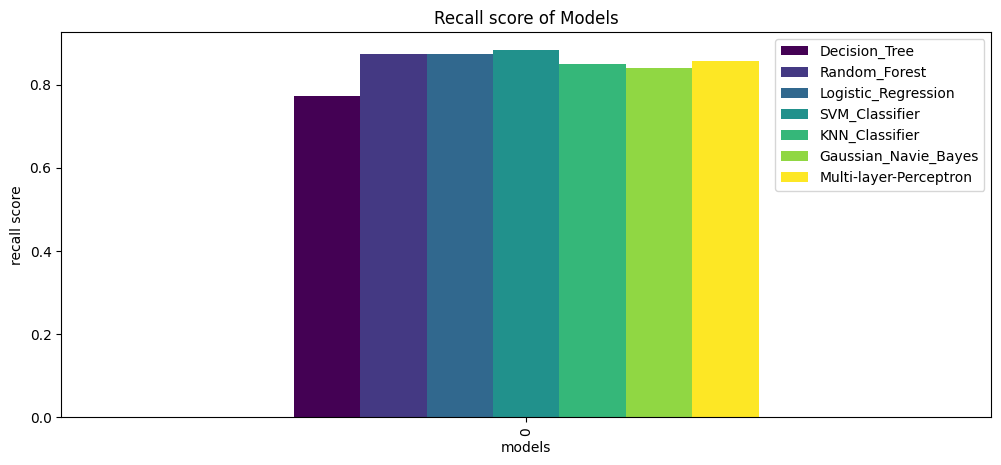 Recall score of Models
recall score
0.8
0.6
0.4
0.2
0.0
0
models
Decision_Tree
Random_Forest
Logistic_Regression
SVM_Classifier
KNN_Classifier
Gaussian_Navie_Bayes
Multi-layer-Perceptron